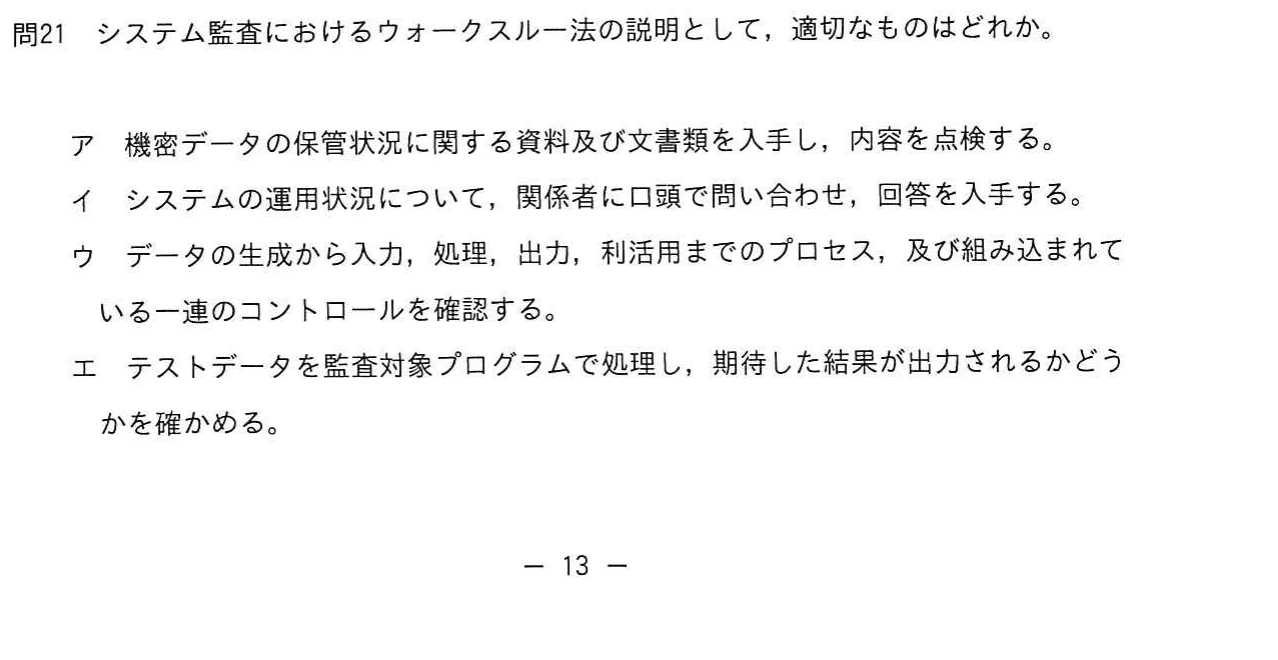 問21　システム監査におけるウォークスルー法の説明として，適切なものはどれか。
ア　機密データの保管状況に関する資料及び文書類を入手し，内容を点検する。
イ　システムの運用状況について，関係者に口頭で問い合わせ，回答を入手する。
ウ　データの生成から入力，処理，出力，利活用までのプロセス，及び組み込まれて
いる一連のコントロールを確認する。
エ　テストデータを監査対象プログラムで処理し，期待した結果が出力されるかどう
かを確かめる。
－ 13 －